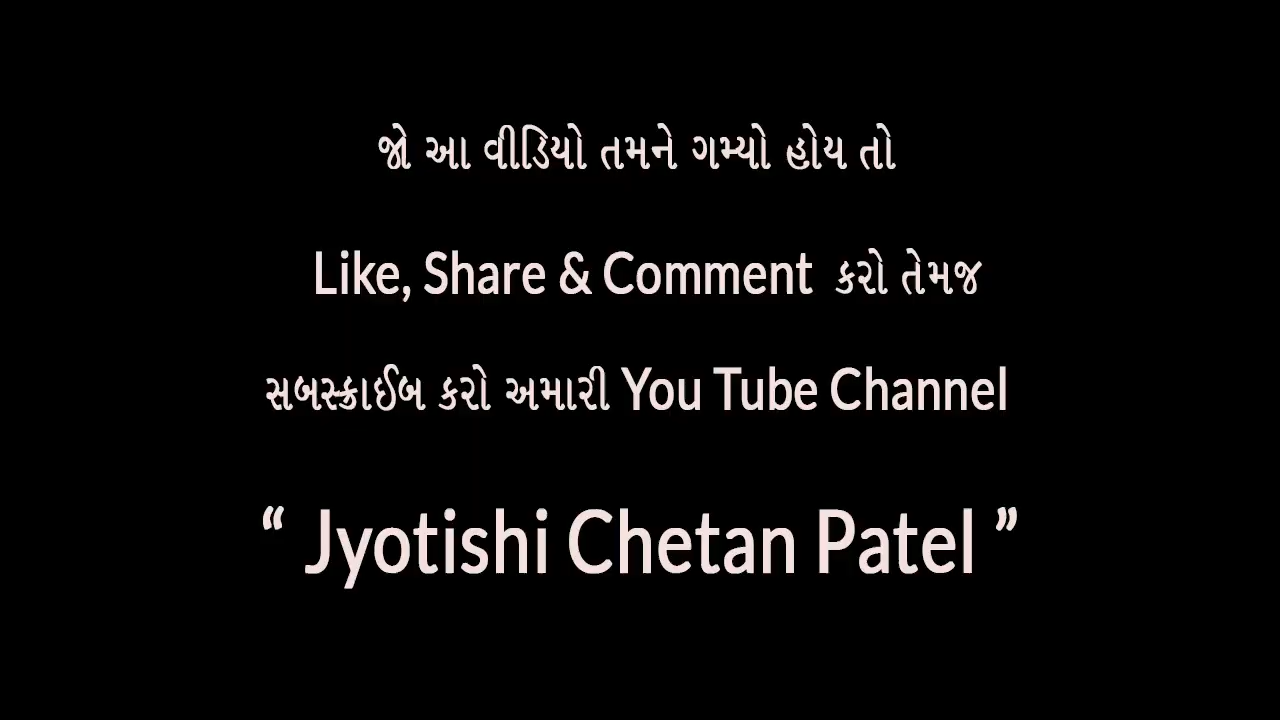 જો આ વીડિયો તમને ગમ્યો હોય તો
Like, Share & Comment કરો તેમજ
સબસ્ક્રાઈબ કરો અમારી You Tube Channel
“ Jyotishi Chetan Patel ”